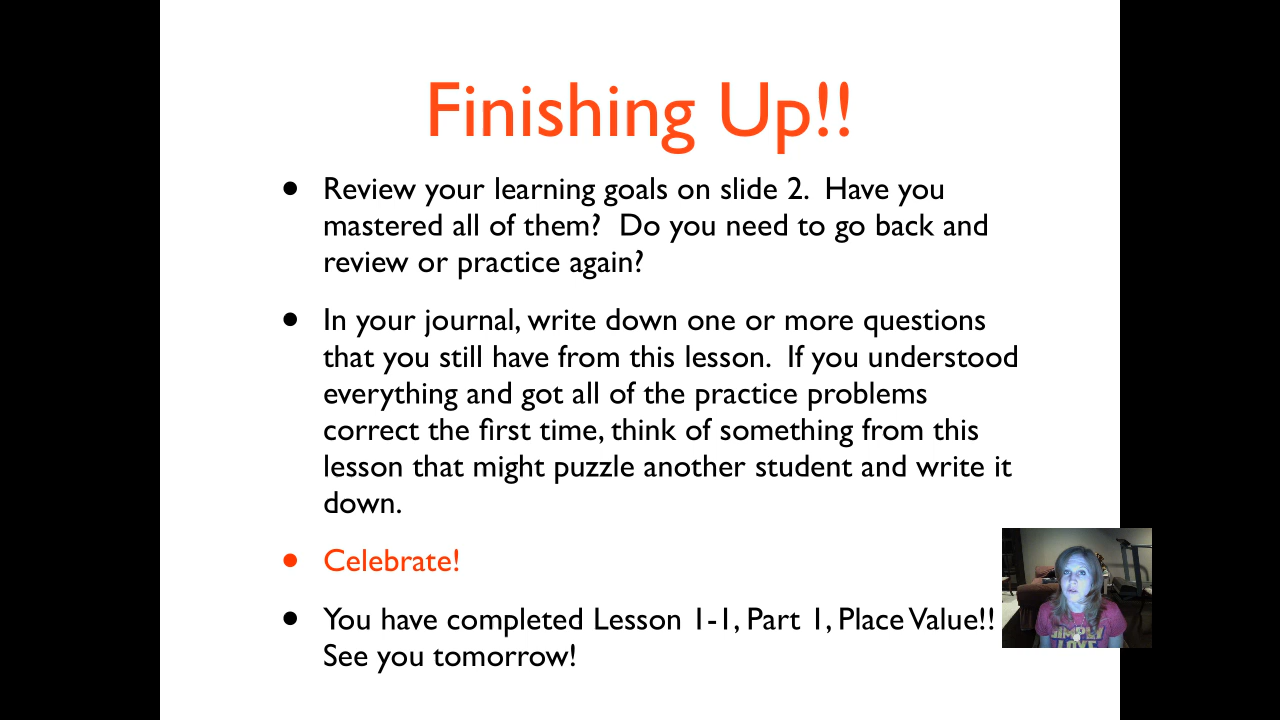 Finishing Up!!
• Review your learning goals on slide 2.  Have you
mastered all of them?  Do you need to go back and
review or practice again?
• In your journal, write down one or more questions
that you still have from this lesson.  If you understood
everything and got all of the practice problems
correct the first time, think of something from this
lesson that might puzzle another student and write it
down.
• Celebrate!
• You have completed Lesson 1-1, Part 1, Place Value!!
See you tomorrow!
SIMPLY
LOVE